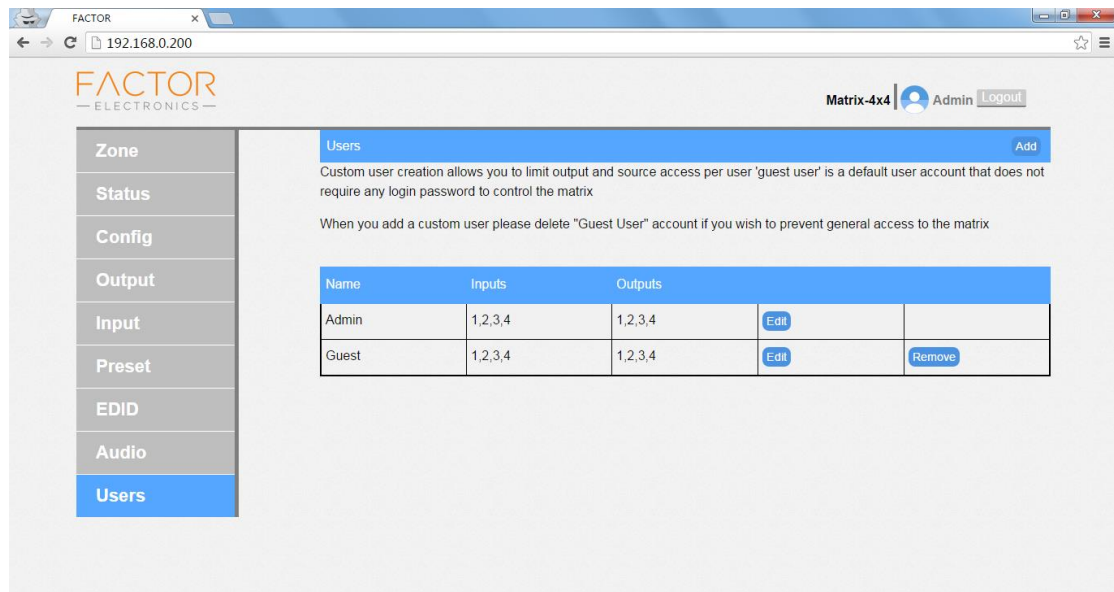 FACTOR
192.168.0.200
FACTOR
ELECTRONICS
Matrix-4x4 Admin Logout
Zone
Status
Config
Output
Input
Preset
EDID
Audio
Users
Users Add
Custom user creation allows you to limit output and source access per user 'guest user' is a default user account that does not
require any login password to control the matrix
When you add a custom user please delete "Guest User" account if you wish to prevent general access to the matrix
Name Inputs Outputs
Admin 1,2,3,4 1,2,3,4 Edit
Guest 1,2,3,4 1,2,3,4 Edit Remove